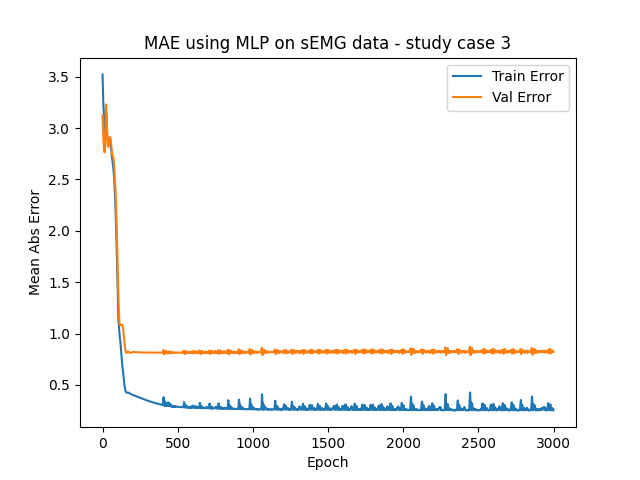 MAE using MLP on sEMG data - study case 3
Train Error
Val Error
Mean Abs Error
3.5
3.0
2.5
2.0
1.5
1.0
0.5
0 500 1000 1500 2000 2500 3000
Epoch